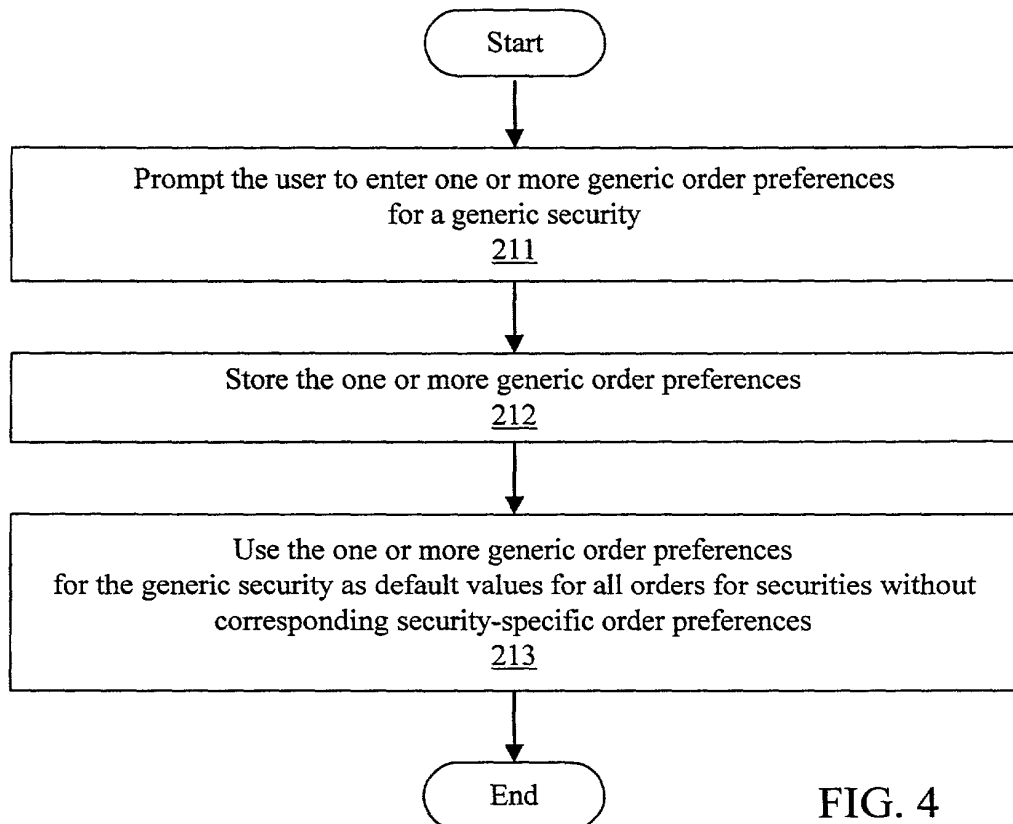 Start
Prompt the user to enter one or more generic order preferences
for a generic security
211
Store the one or more generic order preferences
212
Use the one or more generic order preferences
for the generic security as default values for all orders for securities without
corresponding security-specific order preferences
213
End
FIG. 4